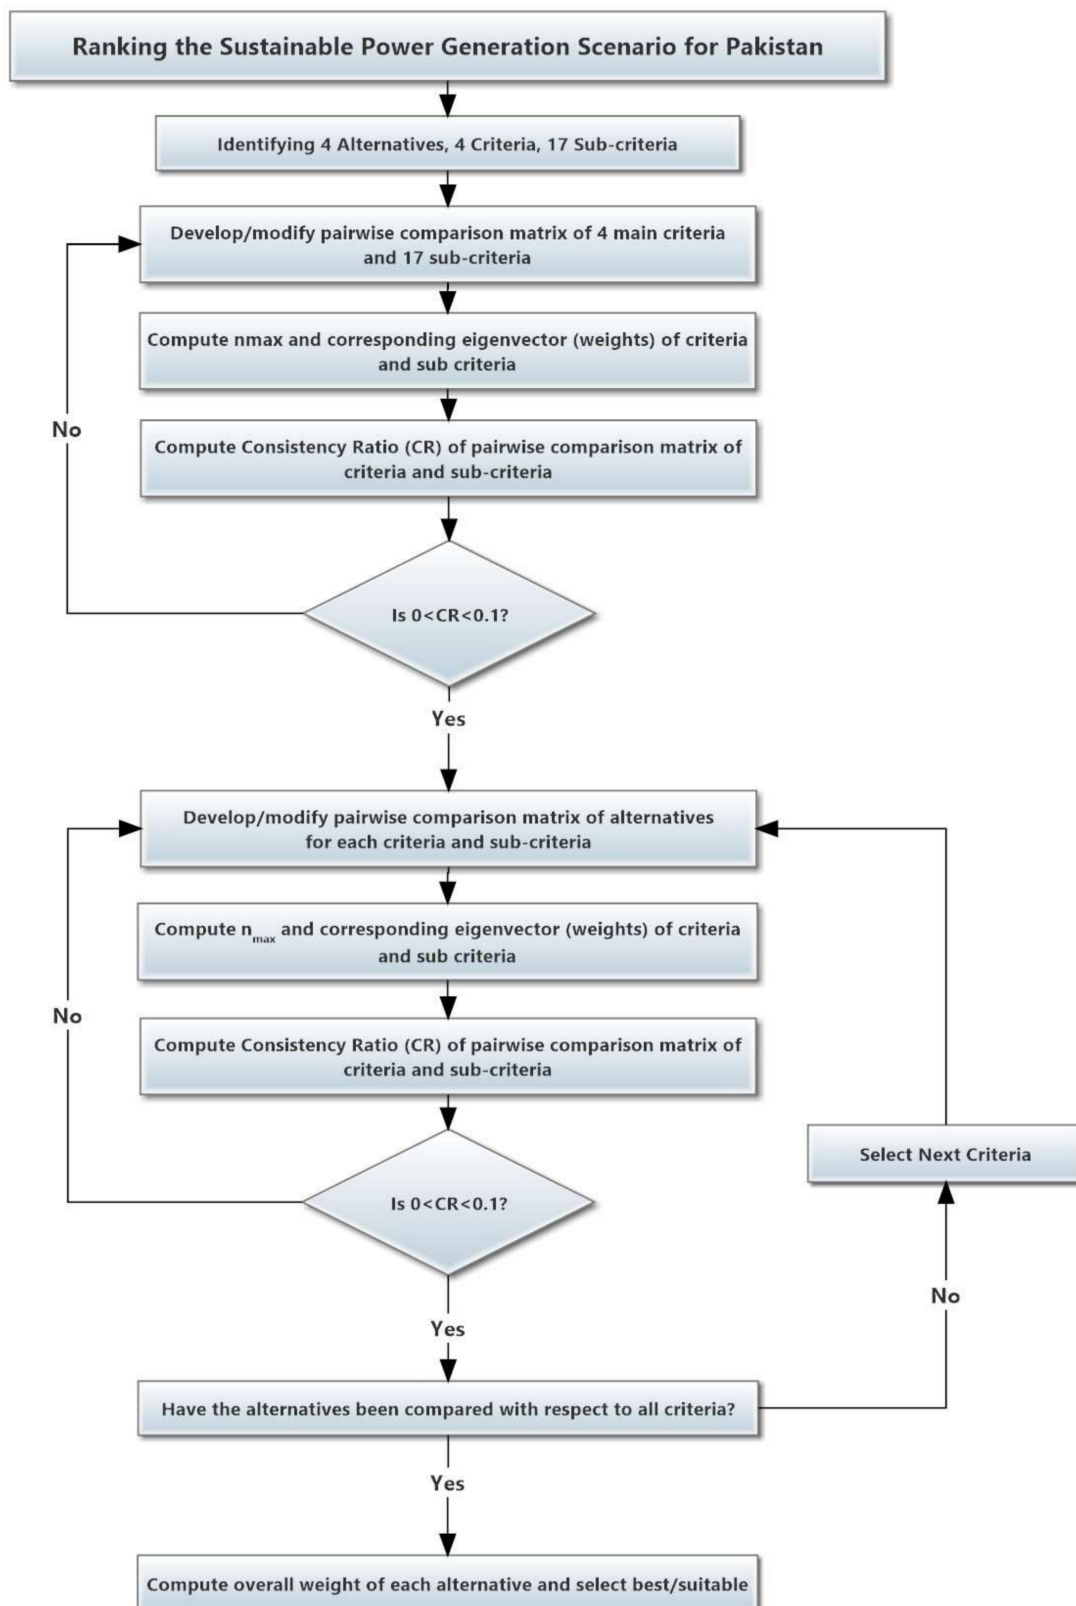 Ranking the Sustainable Power Generation Scenario for Pakistan
Identifying 4 Alternatives, 4 Criteria, 17 Sub-criteria
Develop/modify pairwise comparison matrix of 4 main criteria
and 17 sub-criteria
Compute nmax and corresponding eigenvector (weights) of criteria
and sub criteria
No
Compute Consistency Ratio (CR) of pairwise comparison matrix of
criteria and sub-criteria
Is 0<CR<0.1?
Yes
Develop/modify pairwise comparison matrix of alternatives
for each criteria and sub-criteria
Compute nmax and corresponding eigenvector (weights) of criteria
and sub criteria
No
Compute Consistency Ratio (CR) of pairwise comparison matrix of
criteria and sub-criteria
Select Next Criteria
Is 0<CR<0.1?
No
Yes
Have the alternatives been compared with respect to all criteria?
Yes
Compute overall weight of each alternative and select best/suitable